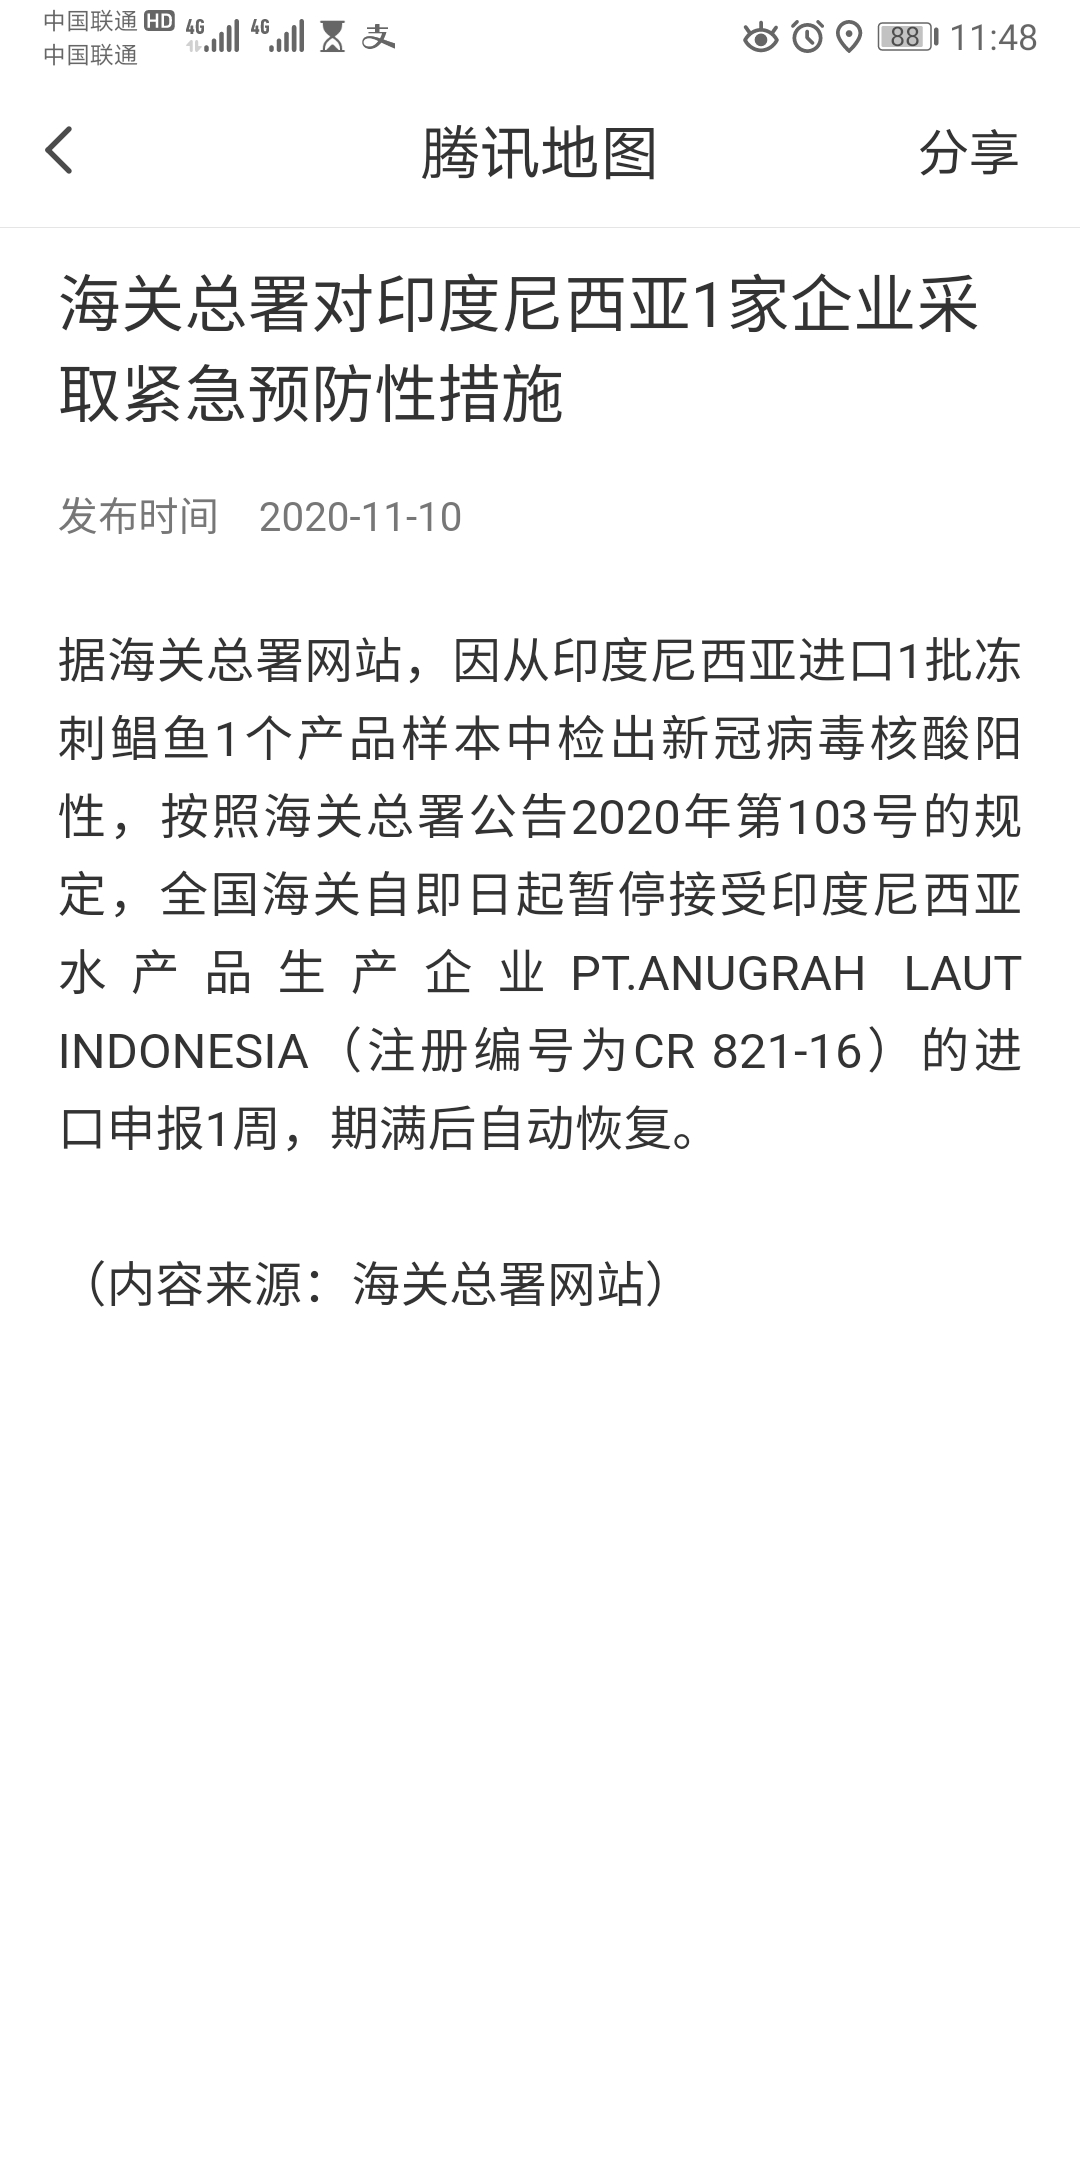 中国联通 HD 4G 4G 88 11:48
中国联通
腾讯地图 分享
海关总署对印度尼西亚1家企业采
取紧急预防性措施
发布时间 2020-11-10
据海关总署网站，因从印度尼西亚进口1批冻
刺鲳鱼1个产品样本中检出新冠病毒核酸阳
性，按照海关总署公告2020年第103号的规
定，全国海关自即日起暂停接受印度尼西亚
水产品生产企业PT.ANUGRAH LAUT
INDONESIA（注册编号为CR 821-16）的进
口申报1周，期满后自动恢复。
（内容来源：海关总署网站）